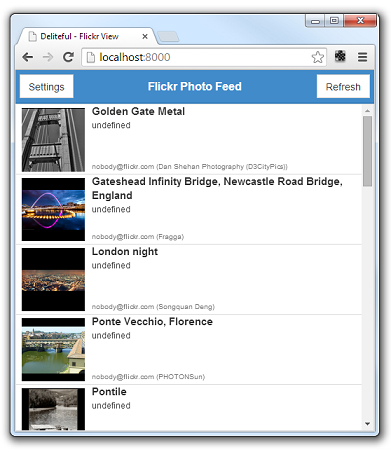 Deliteful - Flickr View
localhost:8000
Settings
Flickr Photo Feed
Refresh
Golden Gate Metal
undefined
nobody@flickr.com (Dan Shehan Photography (D3CityPics))
Gateshead Infinity Bridge, Newcastle Road Bridge,
England
undefined
nobody@flickr.com (Fragga)
London night
undefined
nobody@flickr.com (Songquan Deng)
Ponte Vecchio, Florence
undefined
nobody@flickr.com (PHOTONSun)
Pontile
undefined